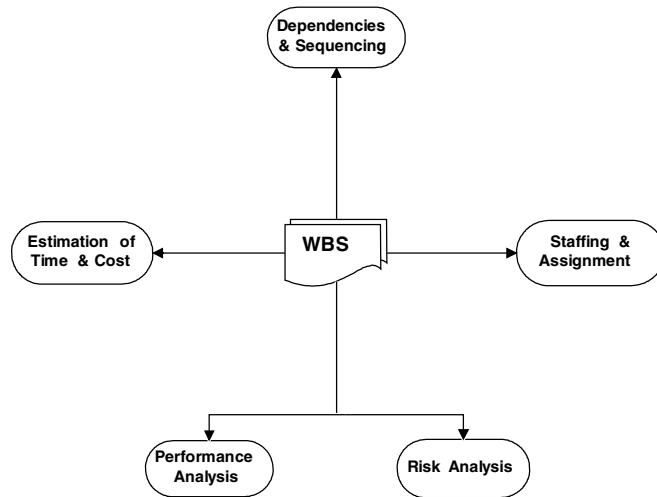 Dependencies
& Sequencing
Estimation of
Time & Cost
WBS
Staffing &
Assignment
Performance
Analysis
Risk Analysis